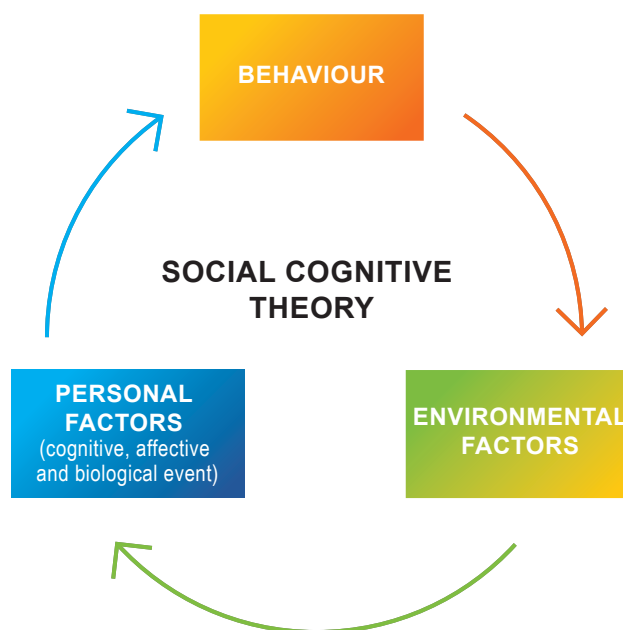 BEHAVIOUR
SOCIAL COGNITIVE
THEORY
PERSONAL
FACTORS
(cognitive, affective
and biological event)
ENVIRONMENTAL
FACTORS